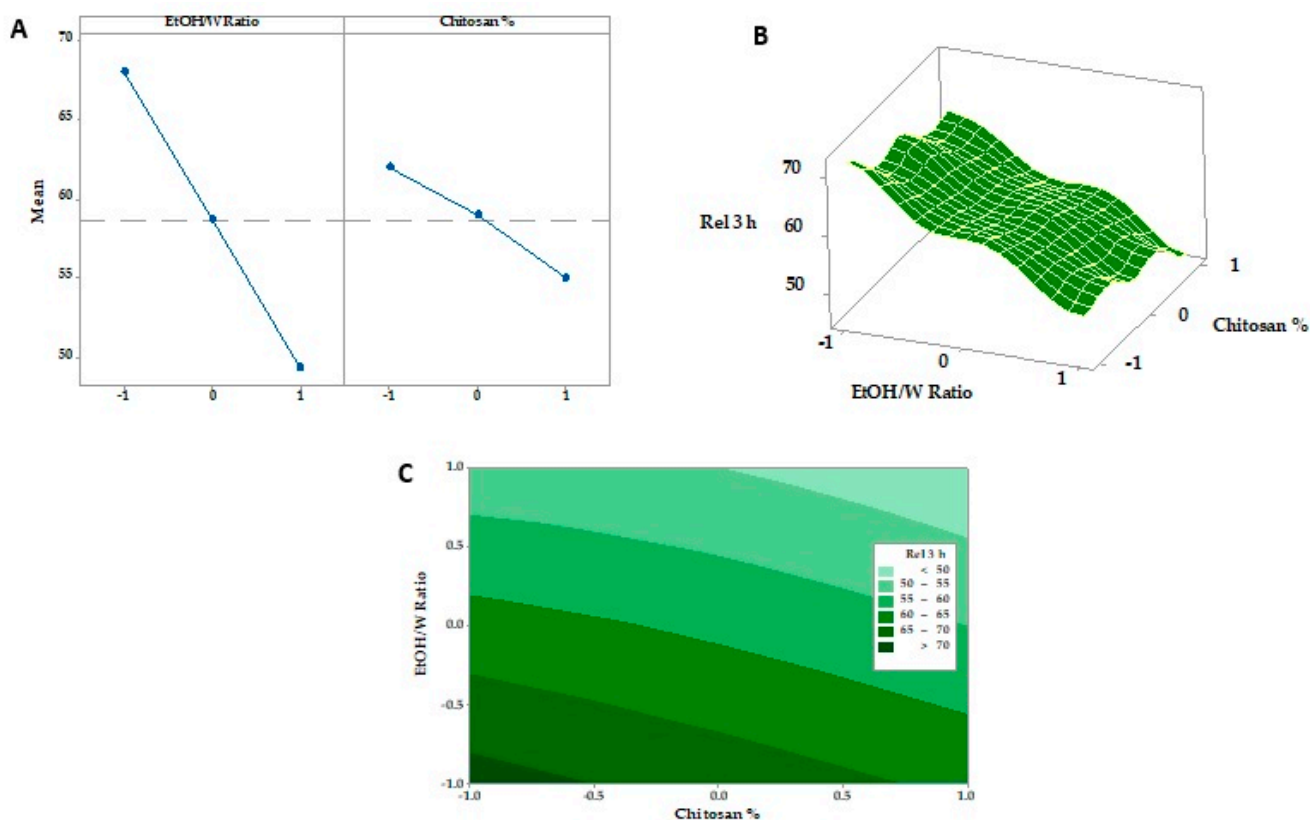 A
EtOH/W Ratio
Chitosan %
70
65
60
55
50
Mean
-1
0
1
-1
0
1
B
70
60
50
Rel 3 h
-1
0
1
EtOH/W Ratio
1
0
-1
Chitosan %
C
1.0
0.5
0.0
-0.5
-1.0
EtOH/W Ratio
Rel 3 h
< 50
50 – 55
55 – 60
60 – 65
65 – 70
> 70
-1.0
-0.5
0.0
0.5
1.0
Chitosan %